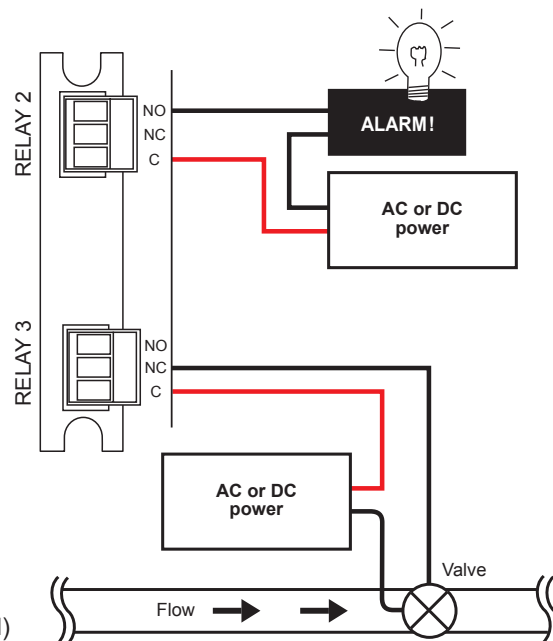 RELAY 2
NO
NC
C
ALARM!
AC or DC
power
RELAY 3
NO
NC
C
AC or DC
power
Valve
Flow
)